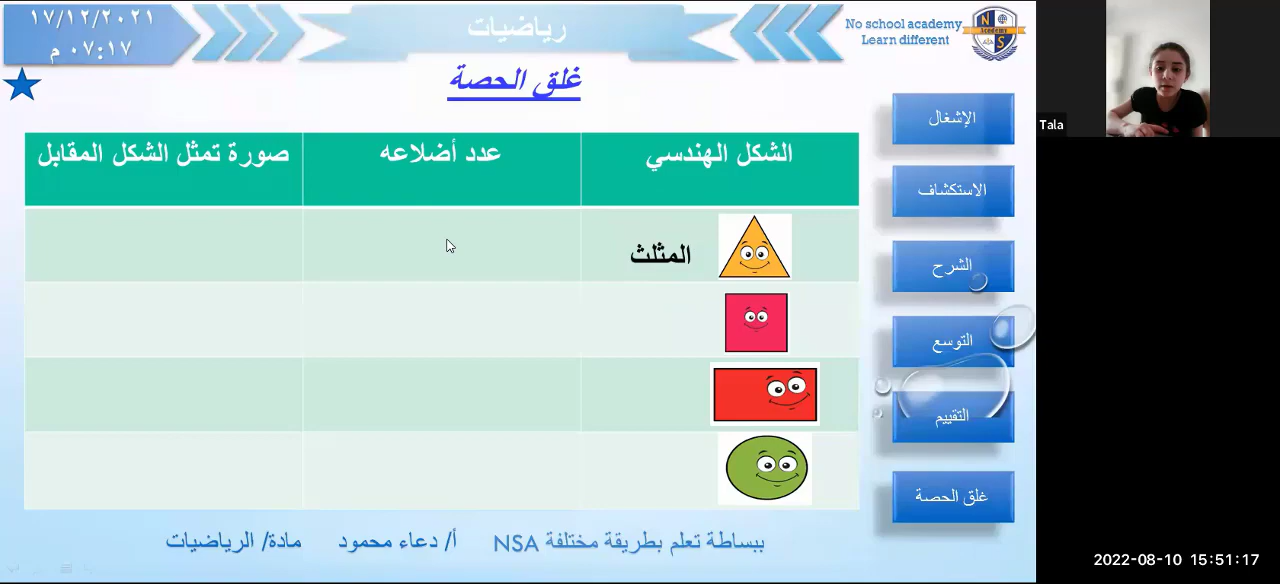 ١٧/١٢/٢٠٢١
٠٧:١٧ م
رياضيات
No school academy
Learn different
N
Academy
S
غلق الحصة
الشكل الهندسي
عدد أضلاعه
صورة تمثل الشكل المقابل
المثلث
الإشغال
الاستكشاف
الشرح
التوسع
التقييم
غلق الحصة
ببساطة تعلم بطريقة مختلفة NSA أ/ دعاء محمود مادة/ الرياضيات
Tala
2022-08-10 15:51:17